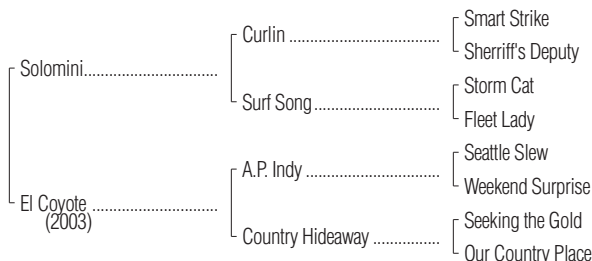 Smart Strike
Curlin ........................................
Sherriff's Deputy
Solomini...................................
Storm Cat
Surf Song.................................
Fleet Lady
Seattle Slew
A.P. Indy ...................................
Weekend Surprise
El Coyote .................................
(2003)
Seeking the Gold
Country Hideaway ..................
Our Country Place